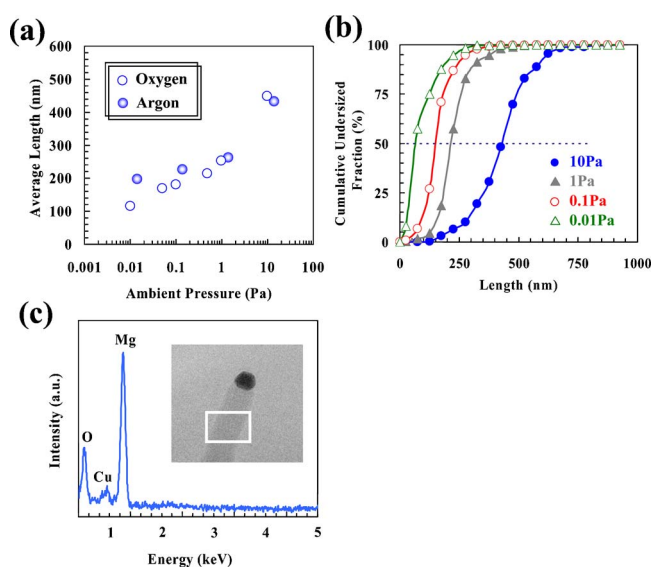 (a)
600
500
400
300
200
100
0
Average Length (nm)
Oxygen
Argon
0.001
0.01
0.1
1
10
100
Ambient Pressure (Pa)
(b)
100
75
50
25
0
Cumulative Undersized
Fraction (%)
10Pa
1Pa
0.1Pa
0.01Pa
0
250
500
750
1000
Length (nm)
(c)
Mg
O
Cu
Intensity (a.u.)
1
2
3
4
5
Energy (keV)